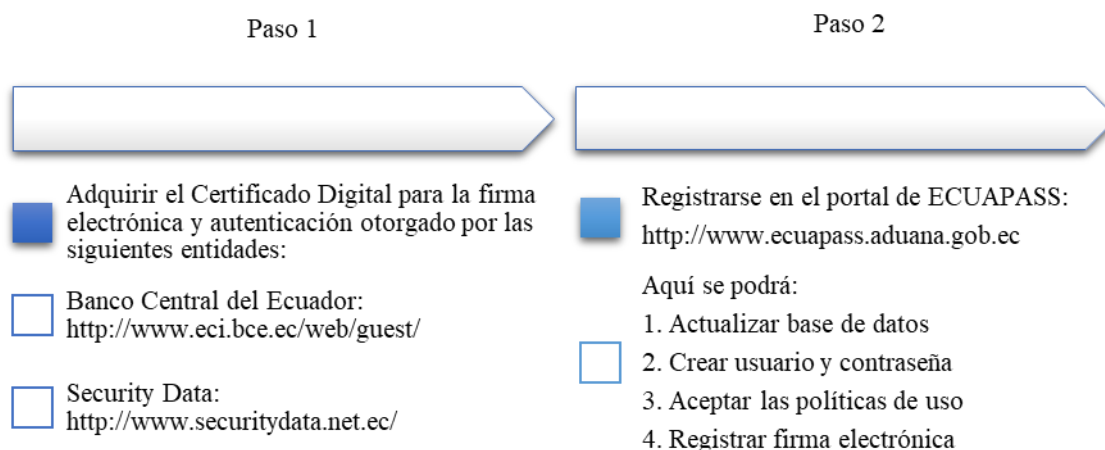 Paso 1
Adquirir el Certificado Digital para la firma
electrónica y autenticación otorgado por las
siguientes entidades:
Banco Central del Ecuador:
http://www.eci.bce.ec/web/guest/
Security Data:
http://www.securitydata.net.ec/
Paso 2
Registrarse en el portal de ECUAPASS:
http://www.ecuapass.aduana.gob.ec
Aquí se podrá:
1. Actualizar base de datos
2. Crear usuario y contraseña
3. Aceptar las políticas de uso
4. Registrar firma electrónica